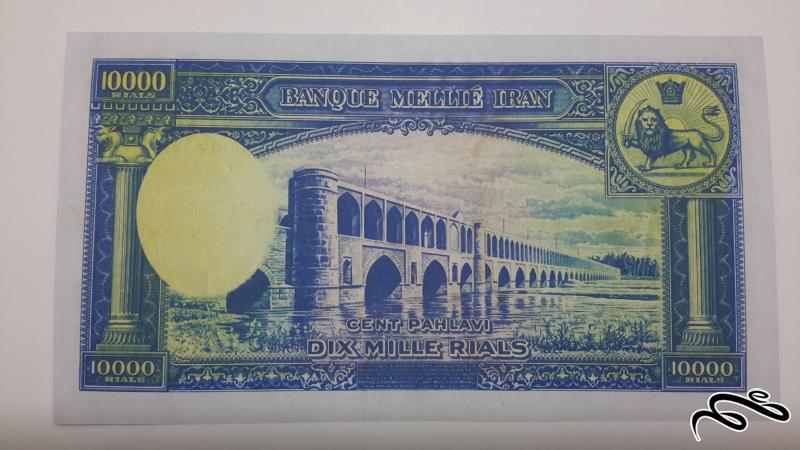 10000
RIALS
BANQUE MELLIÉ IRAN
CENT PAHLAVI
DIX MILLE RIALS
10000
RIALS
10000
RIALS